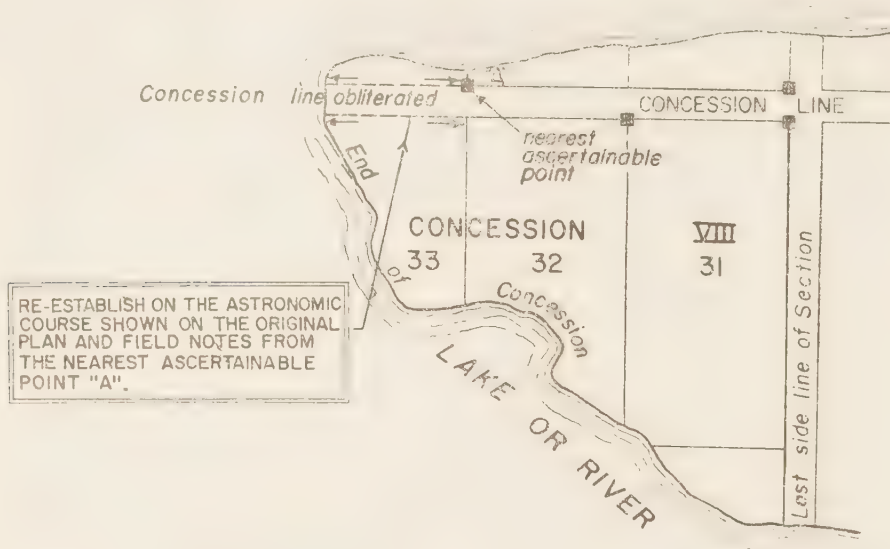 Concession line obliterated
CONCESSION LINE
nearest
ascertainable
point
End of Concession
CONCESSION VIII
33 32 31
RE-ESTABLISH ON THE ASTRONOMIC
COURSE SHOWN ON THE ORIGINAL
PLAN AND FIELD NOTES FROM
THE NEAREST ASCERTAINABLE
POINT "A".
LAKE OR RIVER
Last side line of Section